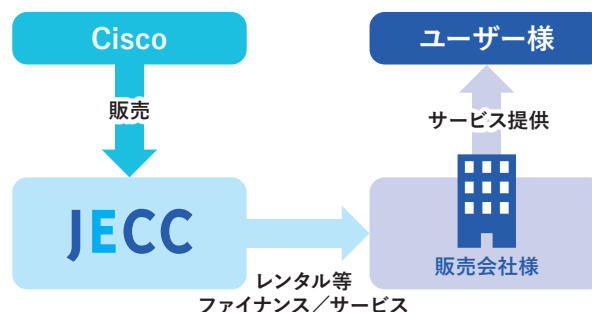 Cisco
ユーザー様
販売
サービス提供
JECC
販売会社様
レンタル等
ファイナンス／サービス